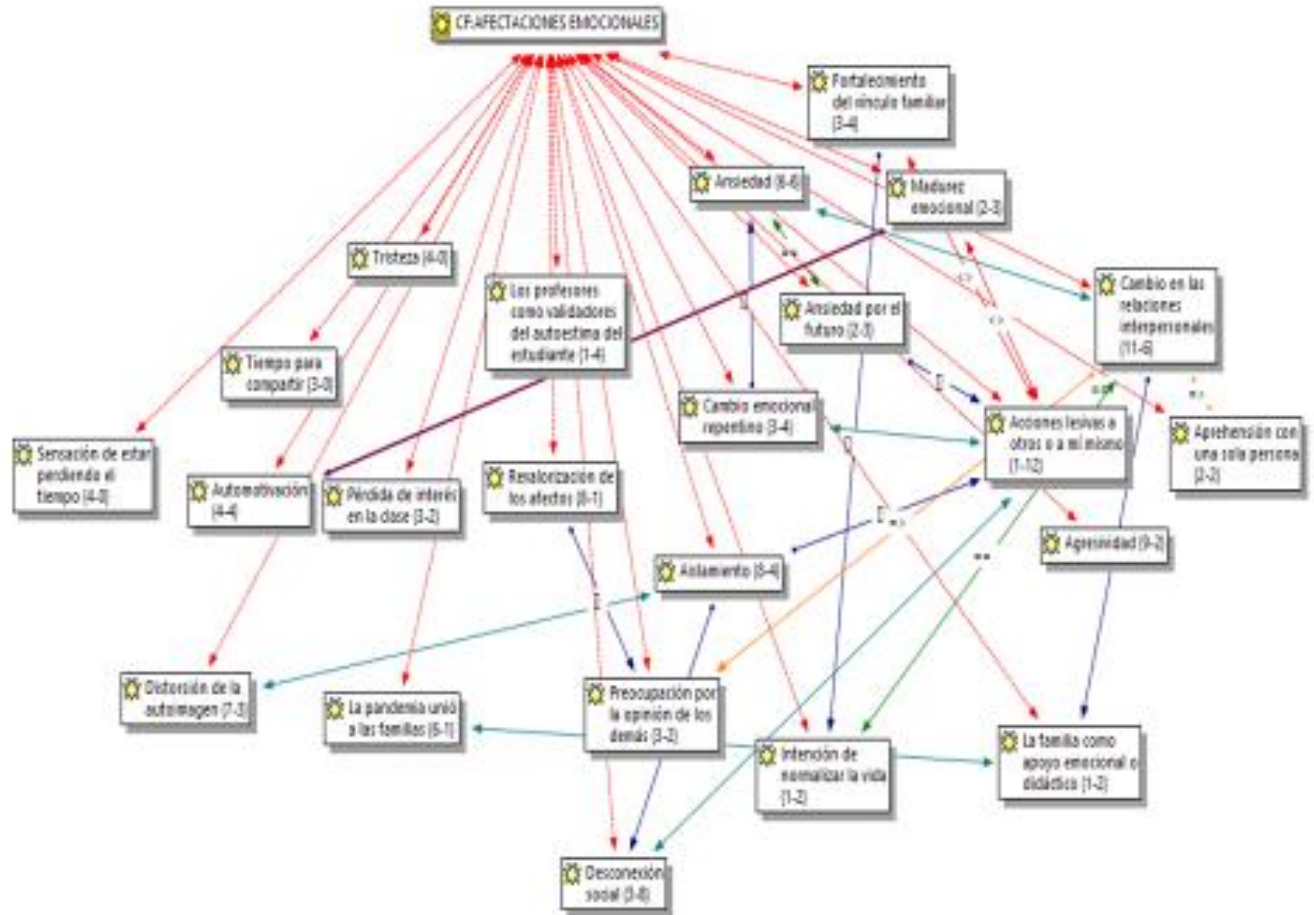 CF:AFECTACIONES EMOCIONALES
Fortalecimiento
del vínculo familiar
(3-4)
Ansiedad (6-6)
Madurez
emocional (2-3)
Tristeza (4-0)
Los profesores
como validadores
del autoestima del
estudiante (1-4)
Ansiedad por el
futuro (2-3)
Cambio en las
relaciones
interpersonales
(11-6)
Tiempo para
compartir (3-0)
Cambio emocional
repentino (3-4)
Acciones lesivas a
otros o a mí mismo
(1-12)
Aprehensión con
una sola persona
(2-2)
Sensación de estar
perdiendo el
tiempo (4-0)
Automotivación
(4-4)
Pérdida de interés
en la clase (3-2)
Revalorización de
los afectos (8-1)
Agresividad (9-2)
Aislamiento (8-4)
Distorsión de la
autoimagen (7-3)
La pandemia unió
a las familias (6-1)
Preocupación por
la opinión de los
demás (3-2)
Intención de
normalizar la vida
(1-2)
La familia como
apoyo emocional o
didáctico (1-2)
Desconexión
social (3-8)